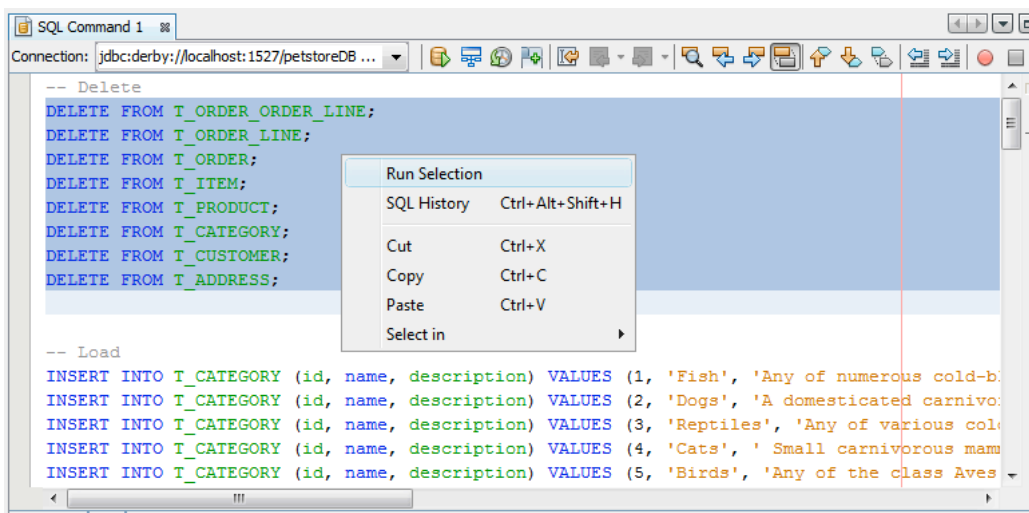 SQL Command 1
Connection: jdbc:derby://localhost:1527/petstoreDB ...
-- Delete
DELETE FROM T_ORDER_ORDER_LINE;
DELETE FROM T_ORDER_LINE;
DELETE FROM T_ORDER;
DELETE FROM T_ITEM;
DELETE FROM T_PRODUCT;
DELETE FROM T_CATEGORY;
DELETE FROM T_CUSTOMER;
DELETE FROM T_ADDRESS;
Run Selection
SQL History Ctrl+Alt+Shift+H
Cut Ctrl+X
Copy Ctrl+C
Paste Ctrl+V
Select in
-- Load
INSERT INTO T_CATEGORY (id, name, description) VALUES (1, 'Fish', 'Any of numerous cold-b
INSERT INTO T_CATEGORY (id, name, description) VALUES (2, 'Dogs', 'A domesticated carnivo
INSERT INTO T_CATEGORY (id, name, description) VALUES (3, 'Reptiles', 'Any of various col
INSERT INTO T_CATEGORY (id, name, description) VALUES (4, 'Cats', ' Small carnivorous mam
INSERT INTO T_CATEGORY (id, name, description) VALUES (5, 'Birds', 'Any of the class Aves